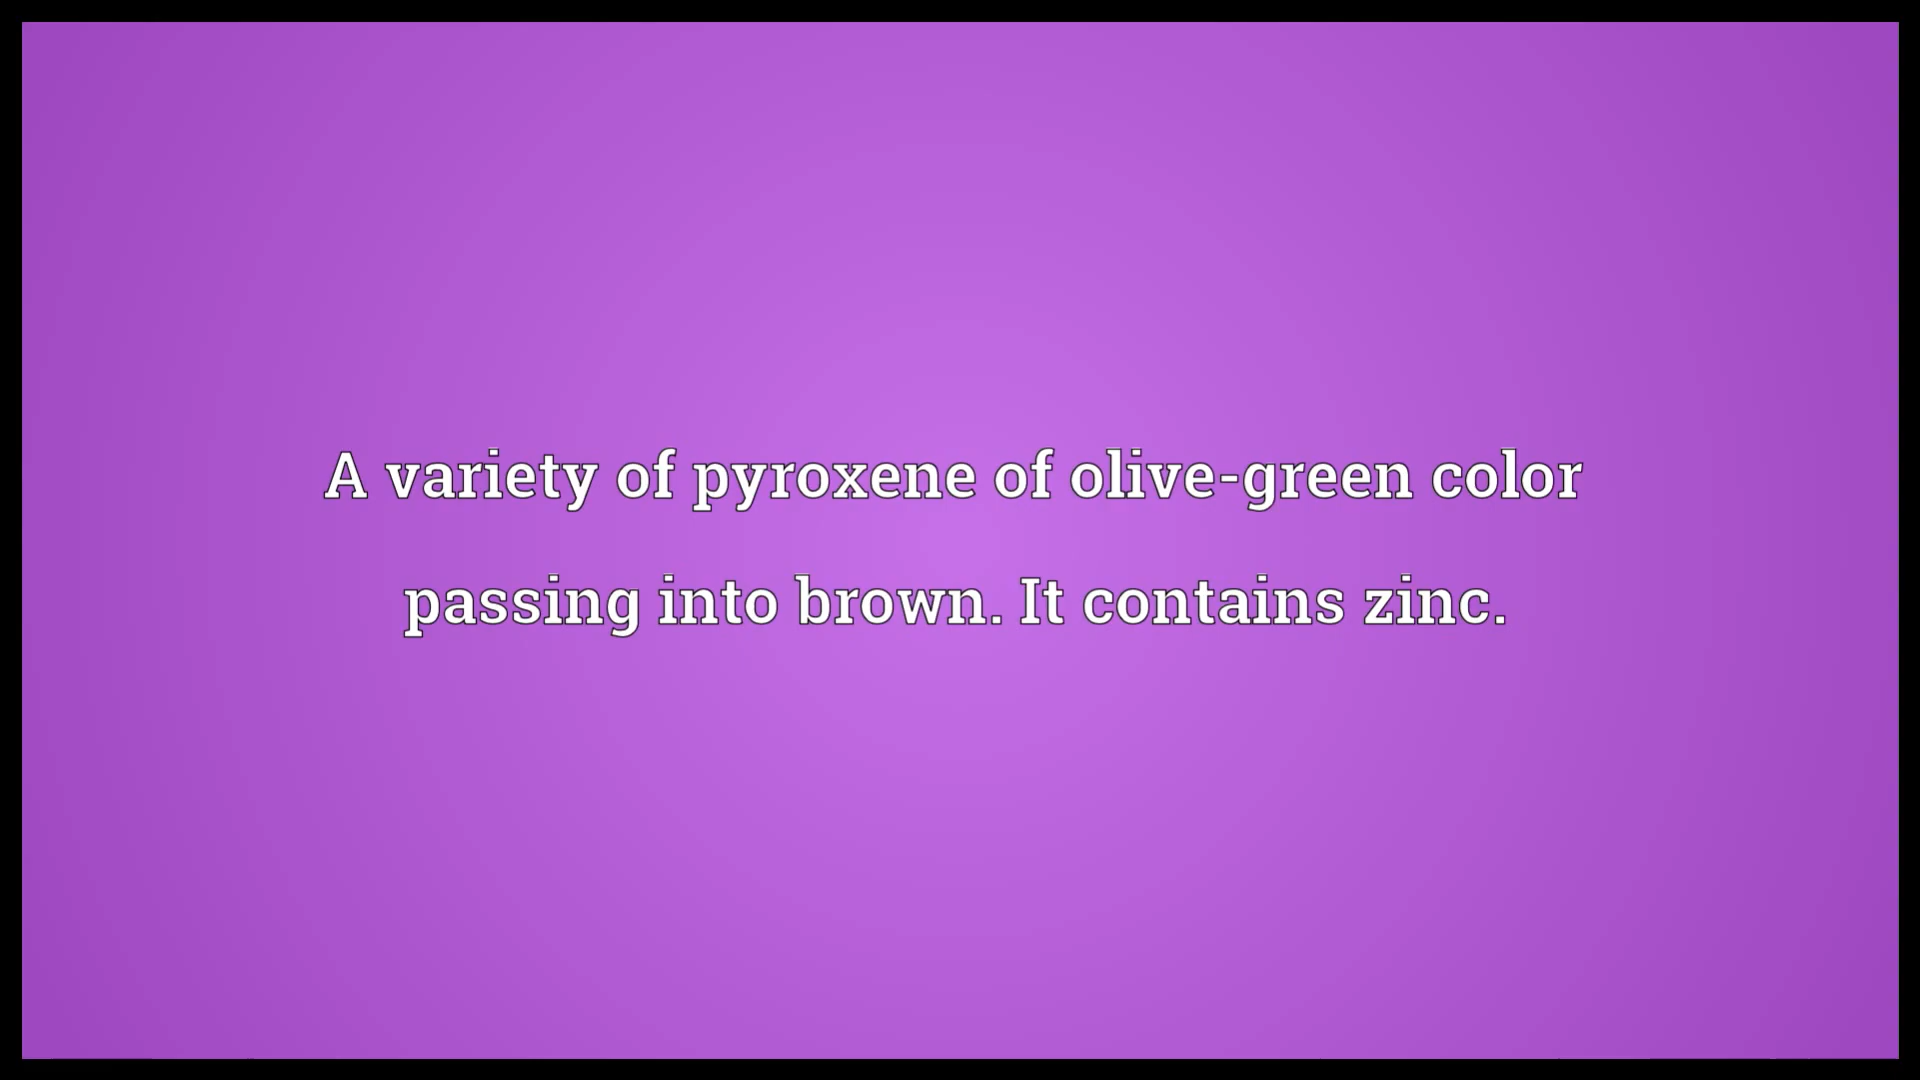 A variety of pyroxene of olive-green color
passing into brown. It contains zinc.